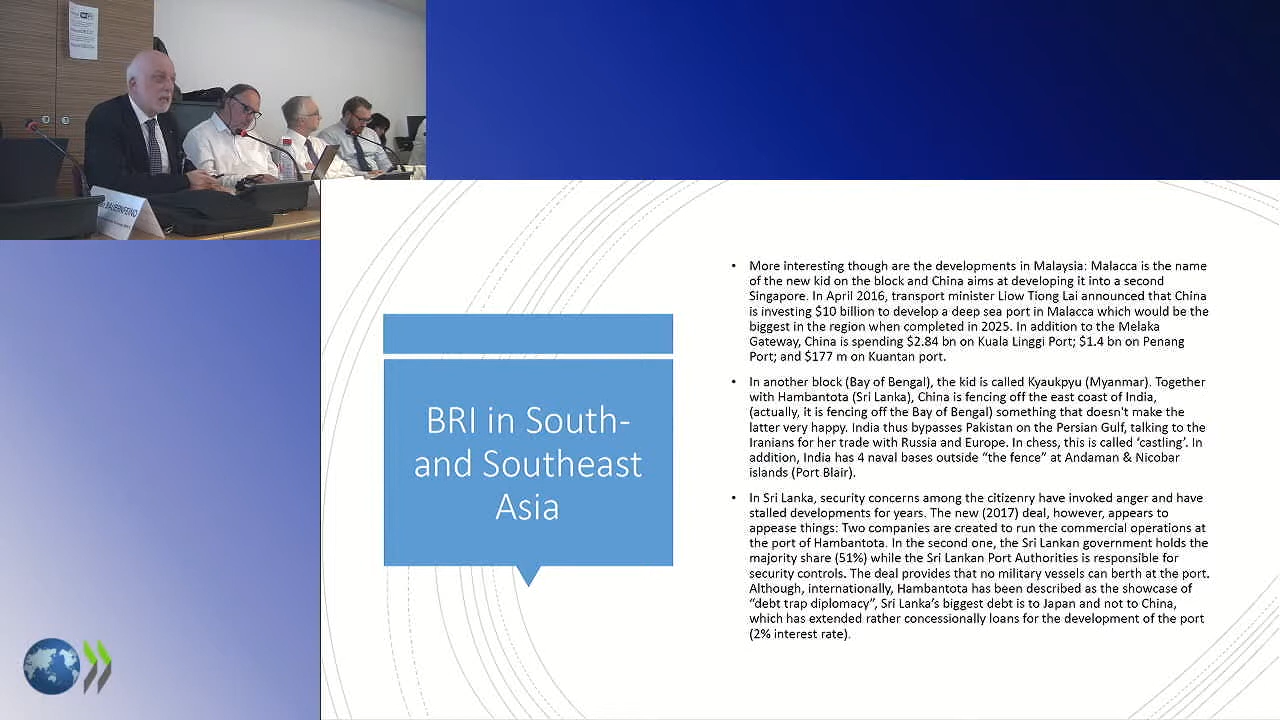 BAUERNFEIND
BRI in South-
and Southeast
Asia
• More interesting though are the developments in Malaysia: Malacca is the name
of the new kid on the block and China aims at developing it into a second
Singapore. In April 2016, transport minister Liow Tiong Lai announced that China
is investing $10 billion to develop a deep sea port in Malacca which would be the
biggest in the region when completed in 2025. In addition to the Melaka
Gateway, China is spending $2.84 bn on Kuala Linggi Port; $1.4 bn on Penang
Port; and $177 m on Kuantan port.
• In another block (Bay of Bengal), the kid is called Kyaukpyu (Myanmar). Together
with Hambantota (Sri Lanka), China is fencing off the east coast of India,
(actually, it is fencing off the Bay of Bengal) something that doesn't make the
latter very happy. India thus bypasses Pakistan on the Persian Gulf, talking to the
Iranians for her trade with Russia and Europe. In chess, this is called ‘castling’. In
addition, India has 4 naval bases outside “the fence” at Andaman & Nicobar
islands (Port Blair).
• In Sri Lanka, security concerns among the citizenry have invoked anger and have
stalled developments for years. The new (2017) deal, however, appears to
appease things: Two companies are created to run the commercial operations at
the port of Hambantota. In the second one, the Sri Lankan government holds the
majority share (51%) while the Sri Lankan Port Authorities is responsible for
security controls. The deal provides that no military vessels can berth at the port.
Although, internationally, Hambantota has been described as the showcase of
“debt trap diplomacy”, Sri Lanka’s biggest debt is to Japan and not to China,
which has extended rather concessionally loans for the development of the port
(2% interest rate).